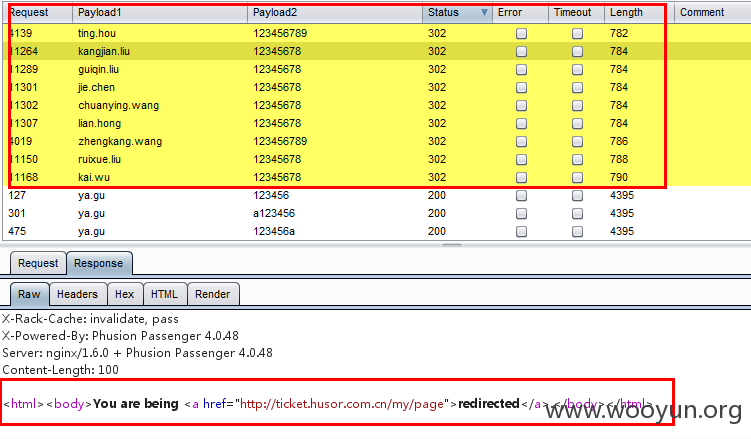 Request Payload1 Payload2 Status Error Timeout Length Comment
4139 ting.hou 123456789 302 782
11264 kangjian.liu 12345678 302 784
11289 guiqin.liu 12345678 302 784
11301 jie.chen 12345678 302 784
11302 chuanying.wang 12345678 302 784
11307 lian.hong 12345678 302 784
4019 zhengkang.wang 123456789 302 786
11150 ruixue.liu 12345678 302 788
11168 kai.wu 12345678 302 790
127 ya.gu 123456 200 4395
301 ya.gu a123456 200 4395
475 ya.gu 123456a 200 4395
Request Response
Raw Headers Hex HTML Render
X-Rack-Cache: invalidate, pass
X-Powered-By: Phusion Passenger 4.0.48
Server: nginx/1.6.0 + Phusion Passenger 4.0.48
Content-Length: 100
<html><body>You are being <a href="http://ticket.husor.com.cn/my/page">redirected</a>.</body></html>
www.wooyun.org